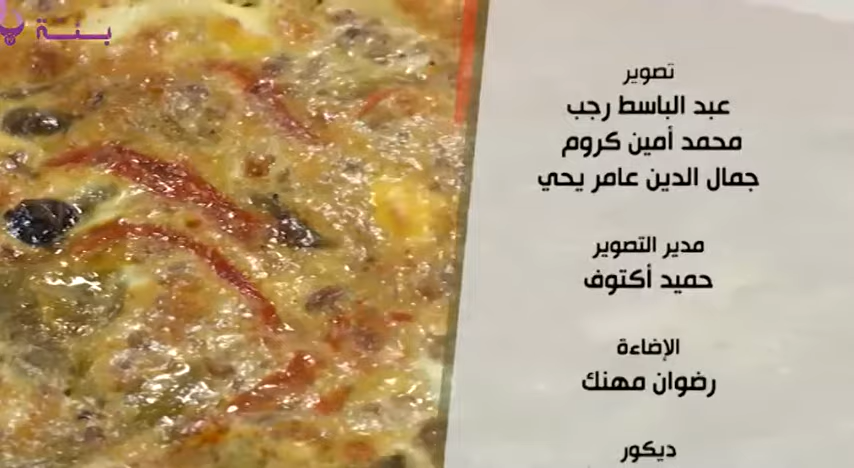 بنة
تصوير
عبد الباسط رجب
محمد أمين كروم
جمال الدين عامر يحي
مدير التصوير
حميد أكتوف
الإضاءة
رضوان مهنك
ديكور